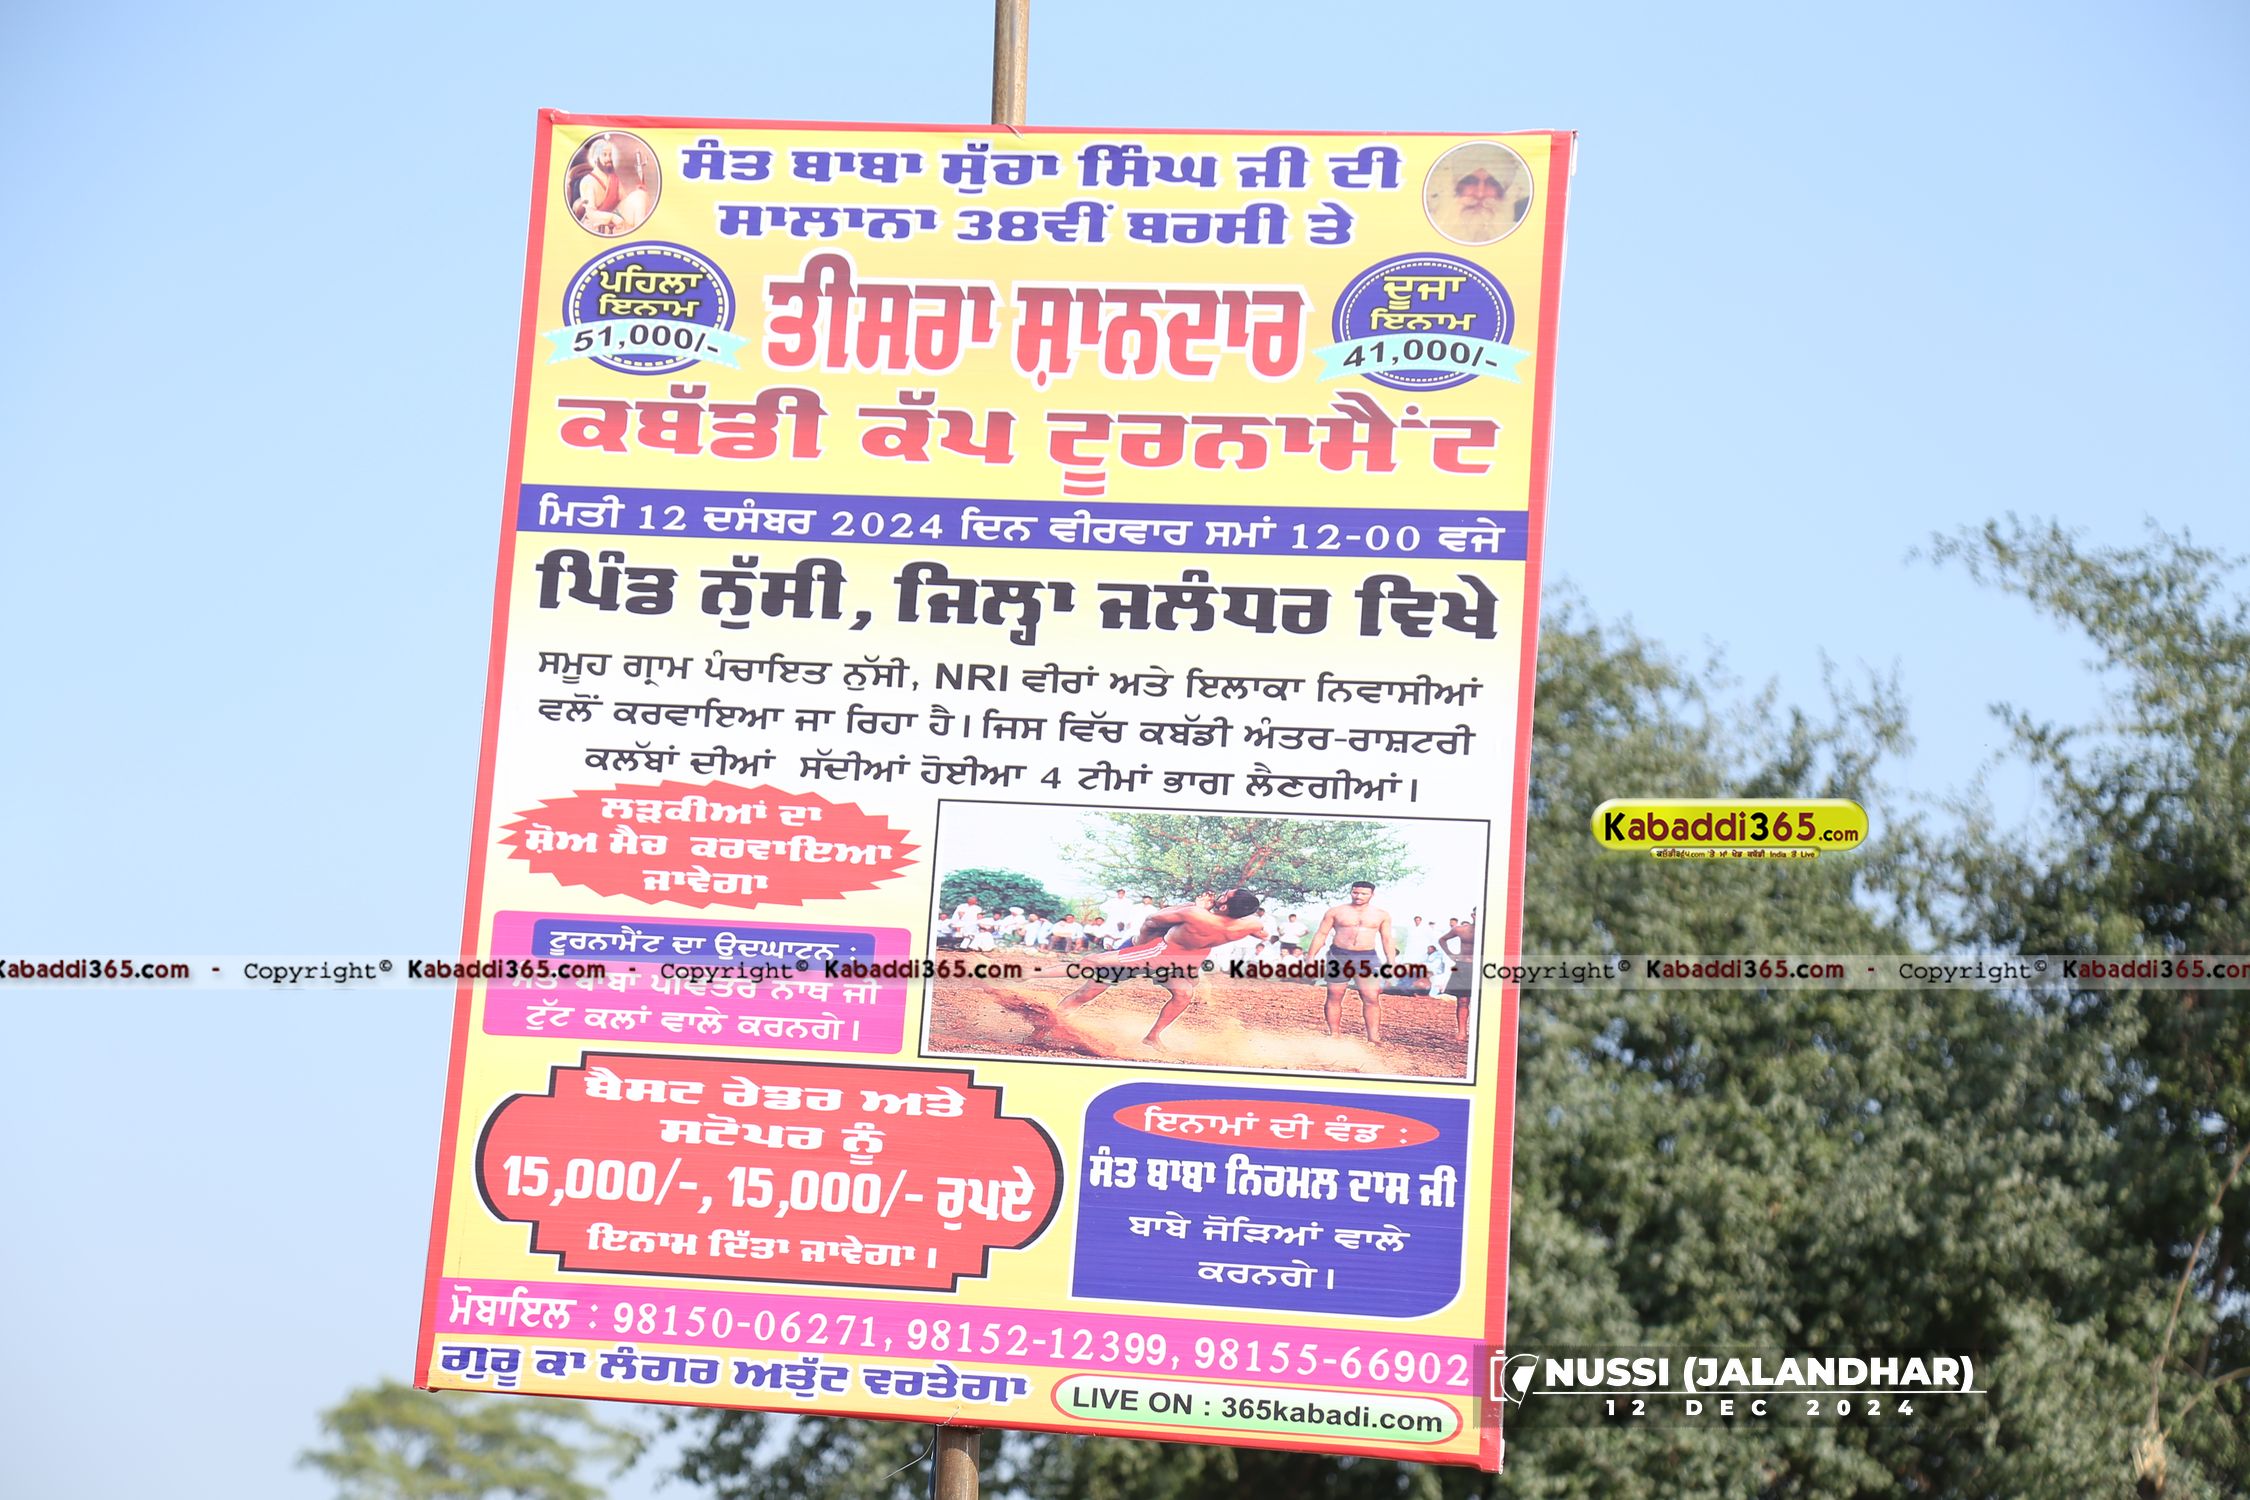 ਸੰਤ ਬਾਬਾ ਸੁੱਚਾ ਸਿੰਘ ਜੀ ਦੀ
ਸਾਲਾਨਾ 38ਵੀਂ ਬਰਸੀ ਤੇ
ਪਹਿਲਾ
ਇਨਾਮ
51,000/-
ਤੀਸਰਾ ਸ਼ਾਨਦਾਰ
ਦੂਜਾ
ਇਨਾਮ
41,000/-
ਕਬੱਡੀ ਕੱਪ ਟੂਰਨਾਮੈਂਟ
ਮਿਤੀ 12 ਦਸੰਬਰ 2024 ਦਿਨ ਵੀਰਵਾਰ ਸਮਾਂ 12-00 ਵਜੇ
ਪਿੰਡ ਨੁੱਸੀ, ਜਿਲ੍ਹਾ ਜਲੰਧਰ ਵਿਖੇ
ਸਮੂਹ ਗ੍ਰਾਮ ਪੰਚਾਇਤ ਨੁੱਸੀ, NRI ਵੀਰਾਂ ਅਤੇ ਇਲਾਕਾ ਨਿਵਾਸੀਆਂ
ਵਲੋਂ ਕਰਵਾਇਆ ਜਾ ਰਿਹਾ ਹੈ। ਜਿਸ ਵਿੱਚ ਕਬੱਡੀ ਅੰਤਰ-ਰਾਸ਼ਟਰੀ
ਕਲੱਬਾਂ ਦੀਆਂ ਸੱਦੀਆਂ ਹੋਈਆ 4 ਟੀਮਾਂ ਭਾਗ ਲੈਣਗੀਆਂ।
ਲੜਕੀਆਂ ਦਾ
ਸ਼ੋਅ ਮੈਚ ਕਰਵਾਇਆ
ਜਾਵੇਗਾ
ਟੂਰਨਾਮੈਂਟ ਦਾ ਉਦਘਾਟਨ :
ਸੰਤ ਬਾਬਾ ਪਵਿੱਤਰ ਨਾਥ ਜੀ
ਟੁੱਟ ਕਲਾਂ ਵਾਲੇ ਕਰਨਗੇ।
ਬੈਸਟ ਰੇਡਰ ਅਤੇ
ਸਟੋਪਰ ਨੂੰ
15,000/-, 15,000/- ਰੁਪਏ
ਇਨਾਮ ਦਿੱਤਾ ਜਾਵੇਗਾ।
ਇਨਾਮਾਂ ਦੀ ਵੰਡ :
ਸੰਤ ਬਾਬਾ ਨਿਰਮਲ ਦਾਸ ਜੀ
ਬਾਬੇ ਜੋੜਿਆਂ ਵਾਲੇ
ਕਰਨਗੇ।
ਮੋਬਾਇਲ : 98150-06271, 98152-12399, 98155-66902
ਗੁਰੂ ਕਾ ਲੰਗਰ ਅਤੁੱਟ ਵਰਤੇਗਾ
LIVE ON : 365kabadi.com
Kabaddi365.com
Kabaddi365.com - Copyright© Kabaddi365.com - Copyright© Kabaddi365.com - Copyright© Kabaddi365.com - Copyright© Kabaddi365.com
NUSSI (JALANDHAR)
12 DEC 2024